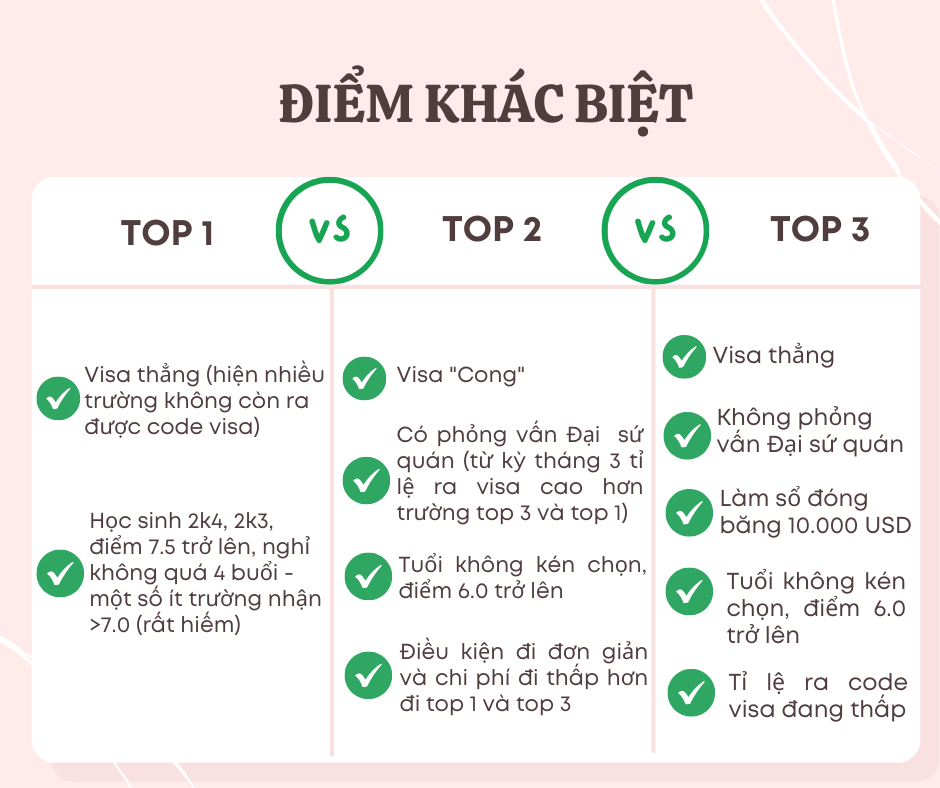 ĐIỂM KHÁC BIỆT
TOP 1
VS
TOP 2
VS
TOP 3
Visa thẳng (hiện nhiều
trường không còn ra
được code visa)
Học sinh 2k4, 2k3,
điểm 7.5 trở lên, nghỉ
không quá 4 buổi -
một số ít trường nhận
>7.0 (rất hiếm)
Visa "Cong"
Có phỏng vấn Đại sứ
quán (từ kỳ tháng 3 tỉ
lệ ra visa cao hơn
trường top 3 và top 1)
Tuổi không kén chọn,
điểm 6.0 trở lên
Điều kiện đi đơn giản
và chi phí đi thấp hơn
đi top 1 và top 3
Visa thẳng
Không phỏng
vấn Đại sứ quán
Làm sổ đóng
băng 10.000 USD
Tuổi không kén
chọn, điểm 6.0
trở lên
Tỉ lệ ra code
visa đang thấp